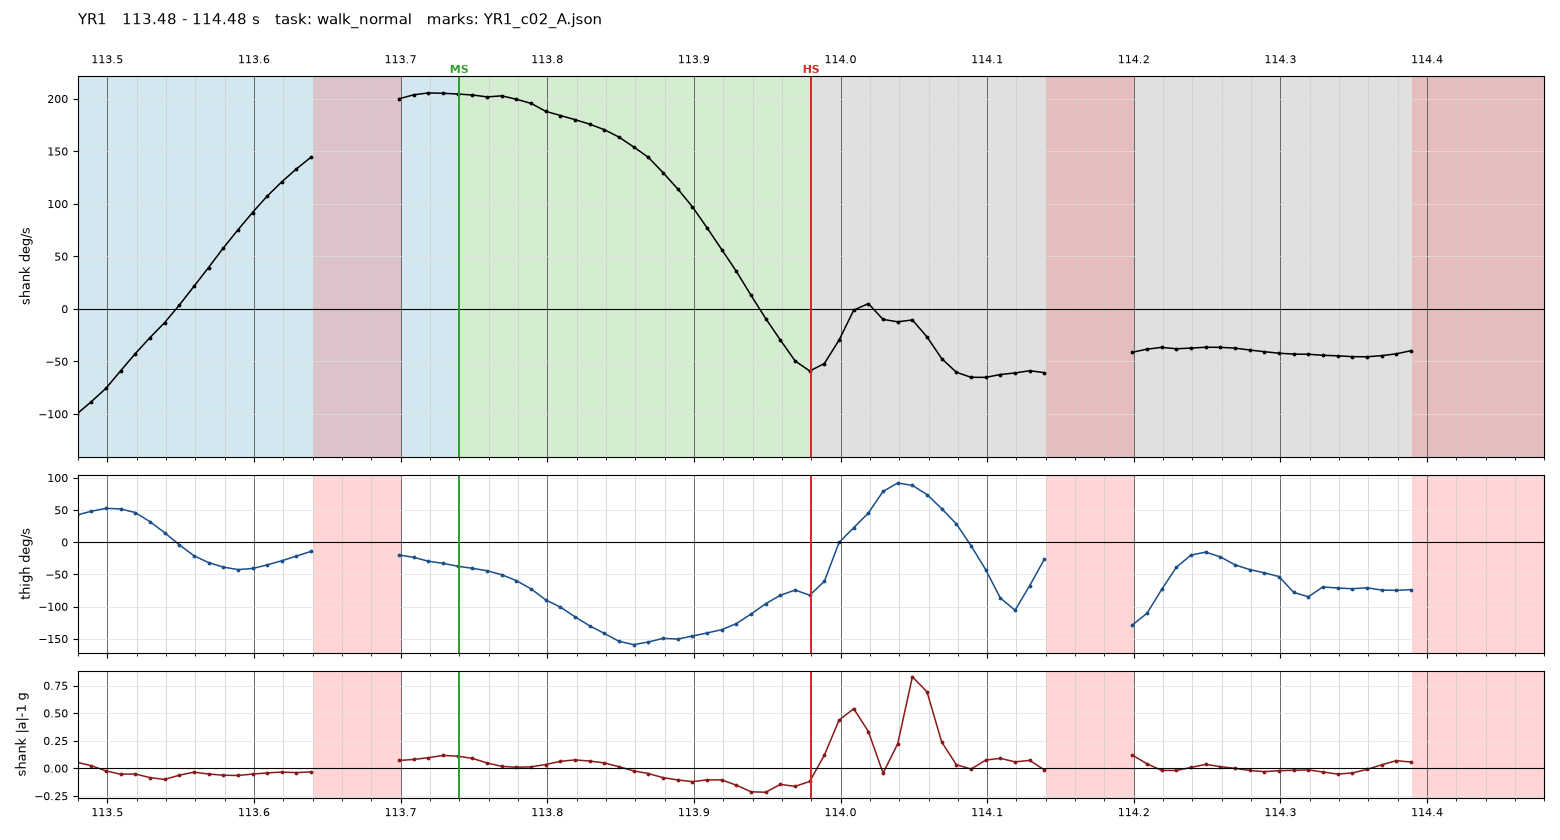 YR1   113.48 - 114.48 s   task: walk_normal   marks: YR1_c02_A.json
113.5 113.6 113.7 113.8 113.9 114.0 114.1 114.2 114.3 114.4
MS HS
200
150
100
50
0
−50
−100
shank deg/s
100
50
0
−50
−100
−150
thigh deg/s
0.75
0.50
0.25
0.00
−0.25
shank |a|-1 g
113.5 113.6 113.7 113.8 113.9 114.0 114.1 114.2 114.3 114.4